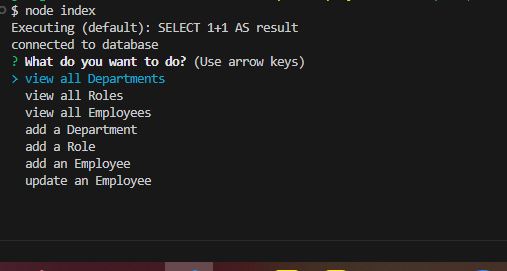 $ node index
Executing (default): SELECT 1+1 AS result
connected to database
? What do you want to do? (Use arrow keys)
> view all Departments
view all Roles
view all Employees
add a Department
add a Role
add an Employee
update an Employee